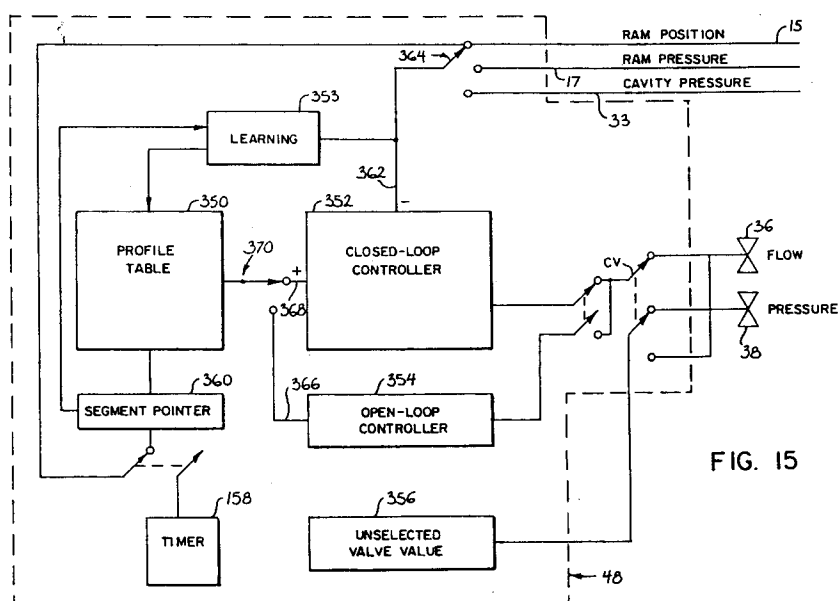 RAM POSITION
15
364
RAM PRESSURE
17
353
CAVITY PRESSURE
33
LEARNING
362
350
352
−
36
PROFILE
TABLE
370
+
368
CLOSED-LOOP
CONTROLLER
CV
FLOW
PRESSURE
38
360
354
SEGMENT POINTER
366
OPEN-LOOP
CONTROLLER
FIG. 15
158
356
TIMER
UNSELECTED
VALVE VALUE
48